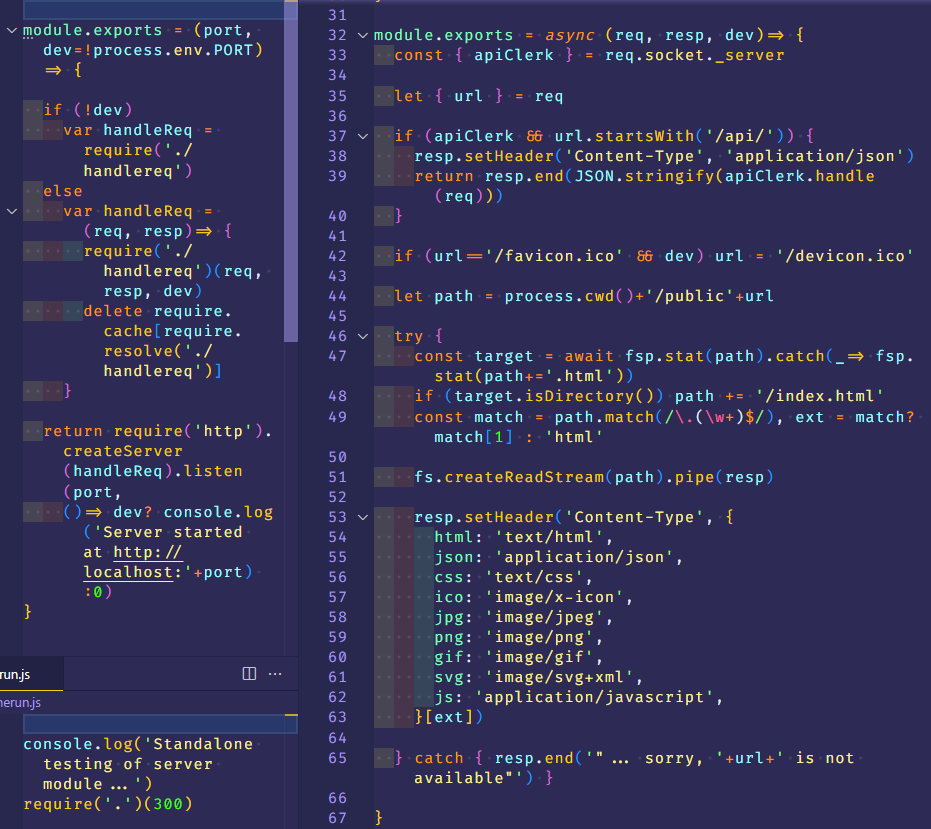 module.exports = (port,
dev=!process.env.PORT)
=> {
if (!dev)
var handleReq =
require('./
handlereq')
else
var handleReq =
(req, resp)=> {
require('./
handlereq')(req,
resp, dev)
delete require.
cache[require.
resolve('./
handlereq')]
}
return require('http').
createServer
(handleReq).listen
(port,
()=> dev? console.log
('Server started
at http://
localhost:'+port)
:0)
}
run.js
nerun.js
console.log('Standalone
testing of server
module...')
require('.')(300)
31
32 module.exports = async (req, resp, dev)=> {
33 const { apiClerk } = req.socket._server
34
35 let { url } = req
36
37 if (apiClerk && url.startsWith('/api/')) {
38 resp.setHeader('Content-Type', 'application/json')
39 return resp.end(JSON.stringify(apiClerk.handle
(req)))
40 }
41
42 if (url=='/favicon.ico' && dev) url = '/devicon.ico'
43
44 let path = process.cwd()+'/public'+url
45
46 try {
47 const target = await fsp.stat(path).catch(_=> fsp.
stat(path+='.html'))
48 if (target.isDirectory()) path += '/index.html'
49 const match = path.match(/\.(\w+)$/), ext = match?
match[1] : 'html'
50
51 fs.createReadStream(path).pipe(resp)
52
53 resp.setHeader('Content-Type', {
54 html: 'text/html',
55 json: 'application/json',
56 css: 'text/css',
57 ico: 'image/x-icon',
58 jpg: 'image/jpeg',
59 png: 'image/png',
60 gif: 'image/gif',
61 svg: 'image/svg+xml',
62 js: 'application/javascript',
63 }[ext])
64
65 } catch { resp.end('"... sorry, '+url+' is not
available"') }
66
67 }